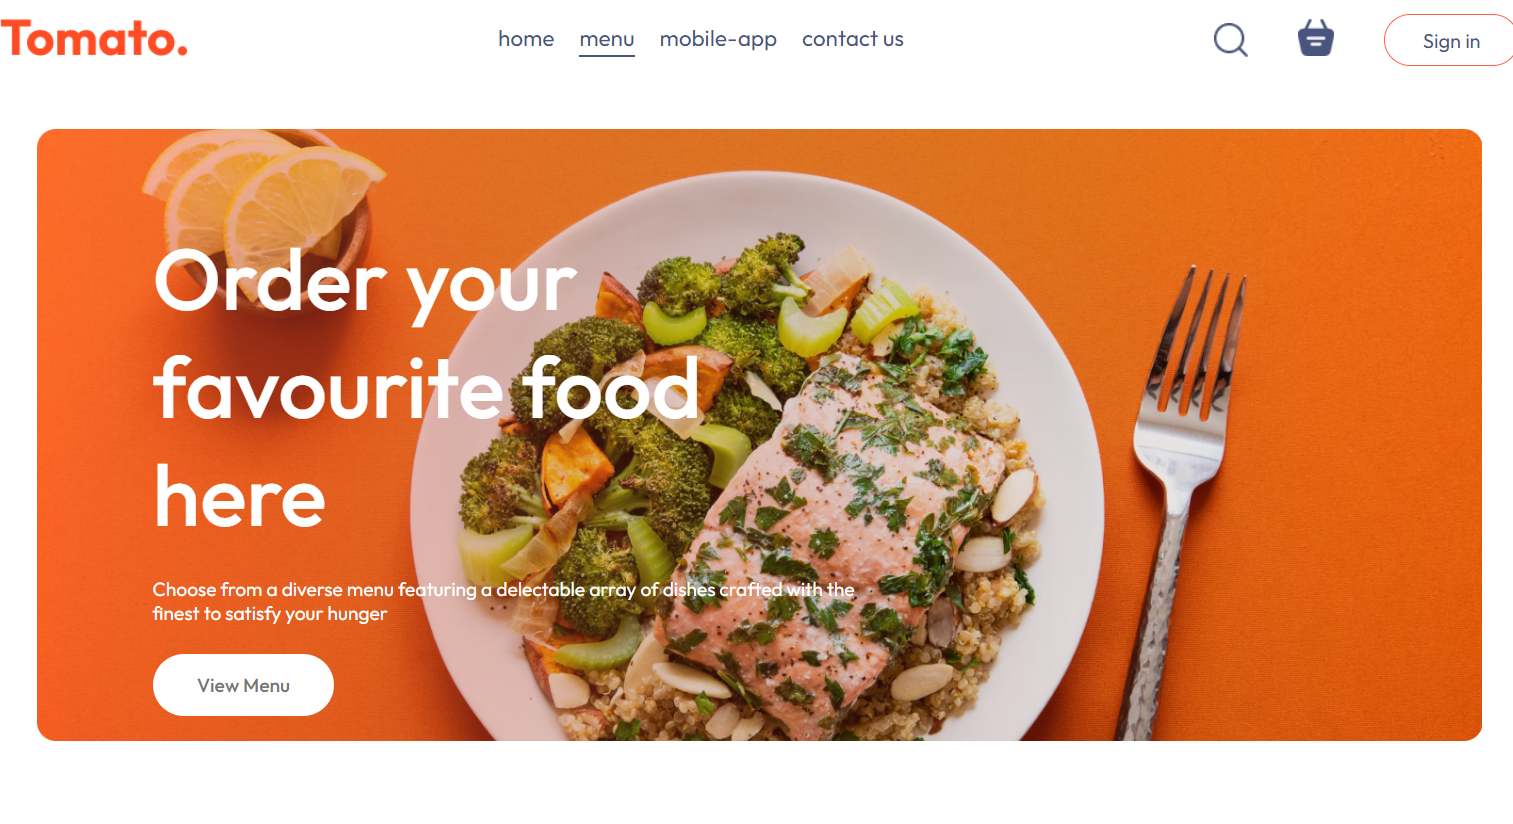 Tomato.
home menu mobile-app contact us
Sign in
Order your
favourite food
here
Choose from a diverse menu featuring a delectable array of dishes crafted with the
finest to satisfy your hunger
View Menu